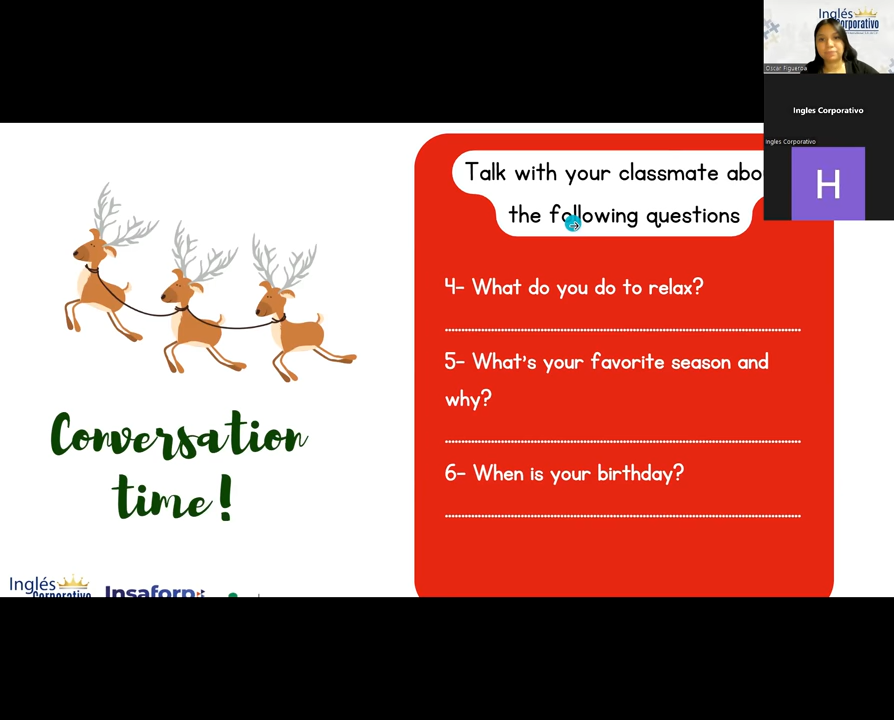 Inglés
Corporativo
Oscar Figueroa
Ingles Corporativo
Ingles Corporativo
H
Talk with your classmate abo
the following questions
4- What do you do to relax?
5- What's your favorite season and
why?
6- When is your birthday?
Conversation
time!
Inglés
Corporativo
Insaforp